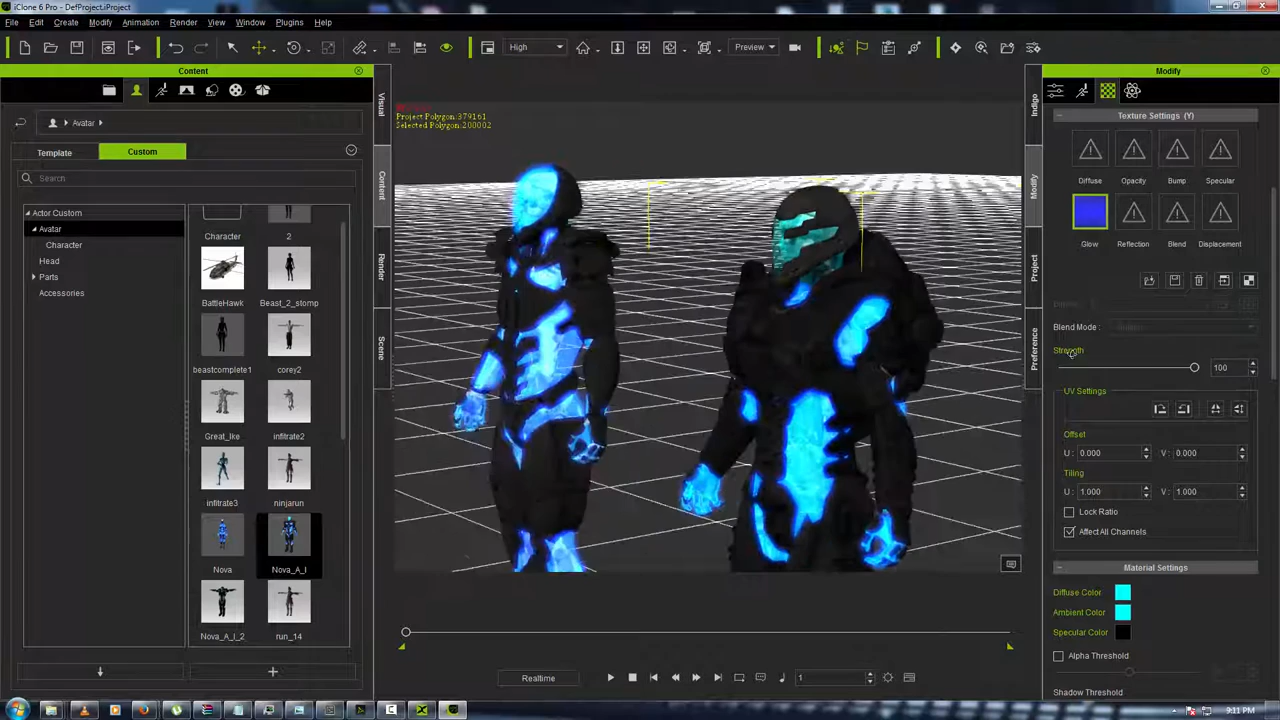 iClone 6 Pro - DefProject.iProject
File Edit Create Modify Animation Render View Window Plugins Help
High
Preview
Content
Modify
Avatar
Template
Custom
Search
Actor Custom
Avatar
Character
Head
Parts
Accessories
Character
2
BattleHawk
Beast_2_stomp
beastcomplete1
corey2
Great_Ike
infitrate2
infitrate3
ninjarun
Nova
Nova_A_I
Nova_A_I_2
run_14
Visual
Content
Render
Scene
Project Polygon:379161
Selected Polygon:200002
Indigo
Modify
Project
Preference
Texture Settings (Y)
Diffuse
Opacity
Bump
Specular
Glow
Reflection
Blend
Displacement
Blend Mode :
Strength
100
UV Settings
Offset
U : 0.000
V : 0.000
Tiling
U : 1.000
V : 1.000
Lock Ratio
Affect All Channels
Material Settings
Diffuse Color
Ambient Color
Specular Color
Alpha Threshold
Shadow Threshold
Realtime
1
9:11 PM